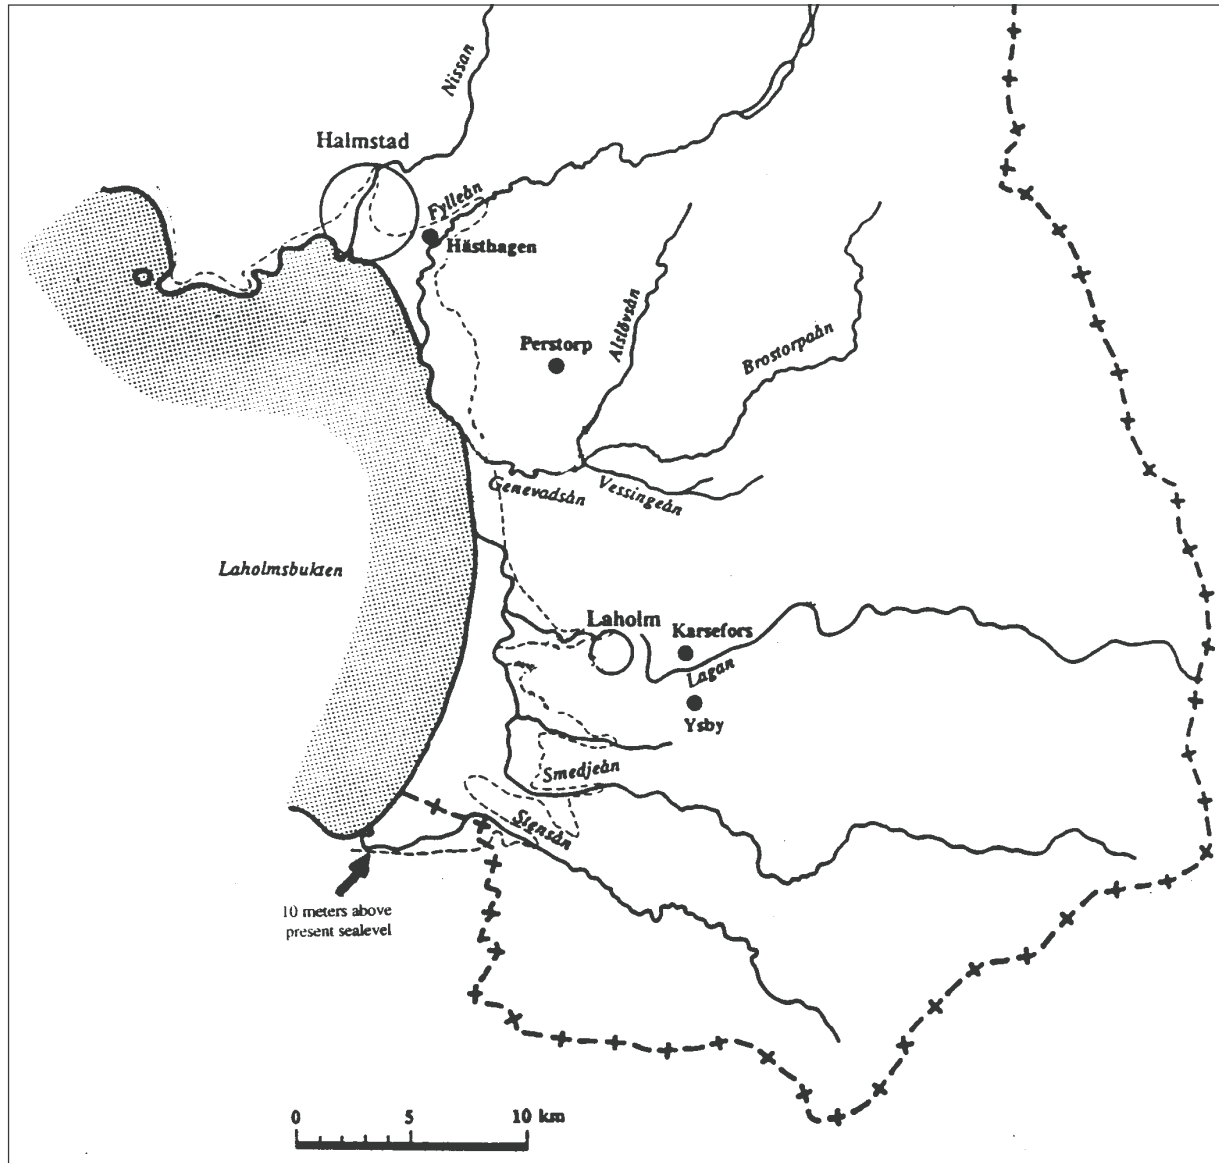 Nissan
Halmstad
Fylleån
Hästhagen
Alslövsån
Perstorp
Brostorpaån
Genevadsån
Vessingeån
Laholmsbukten
Laholm
Karsefors
Lagan
Ysby
Smedjeån
Stensån
10 meters above
present sealevel
0 5 10 km